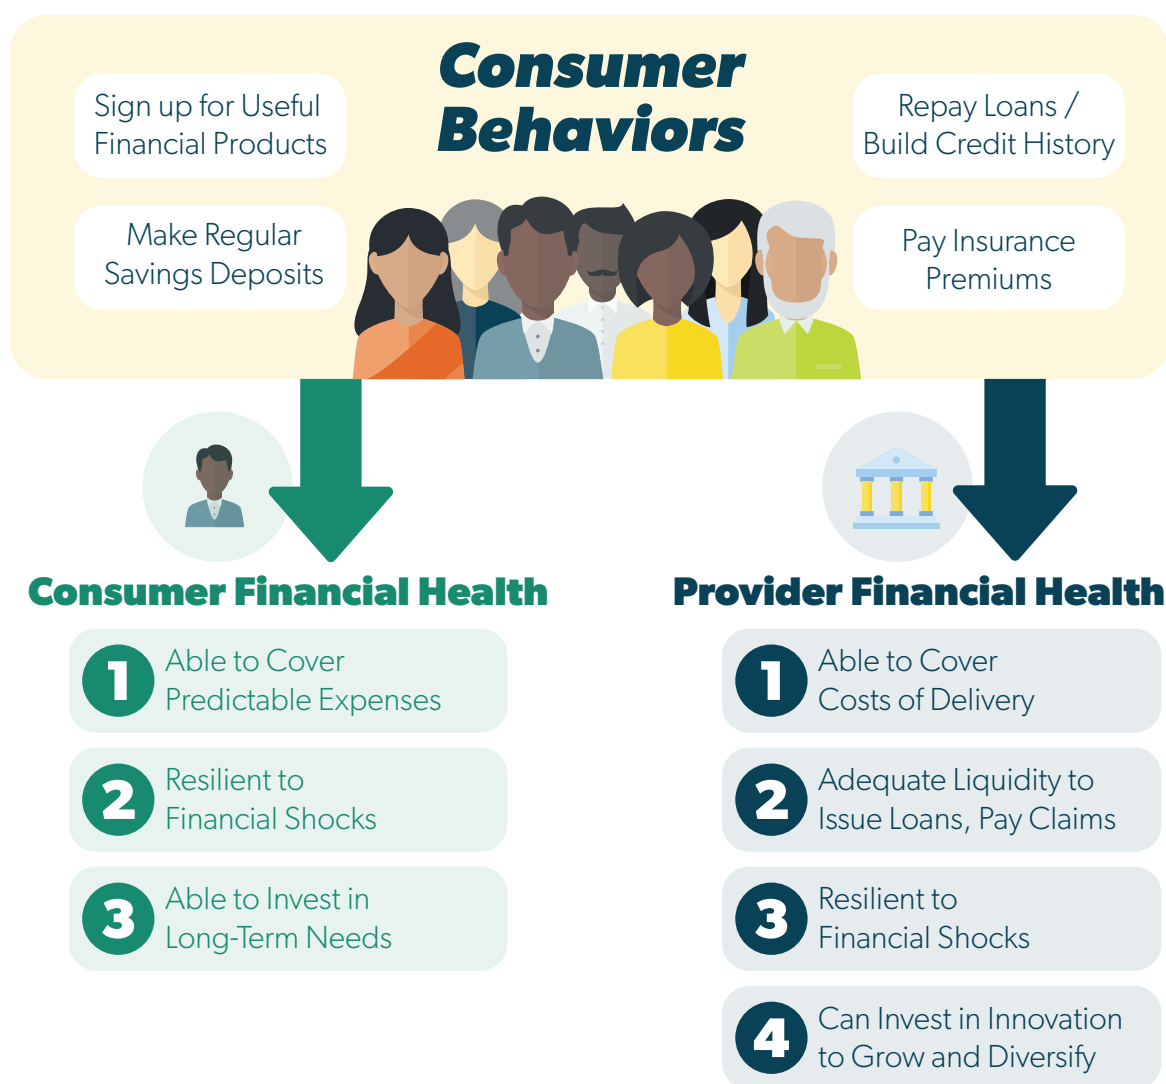 Consumer
Behaviors
Sign up for Useful
Financial Products
Make Regular
Savings Deposits
Repay Loans /
Build Credit History
Pay Insurance
Premiums
Consumer Financial Health
1
Able to Cover
Predictable Expenses
2
Resilient to
Financial Shocks
3
Able to Invest in
Long-Term Needs
Provider Financial Health
1
Able to Cover
Costs of Delivery
2
Adequate Liquidity to
Issue Loans, Pay Claims
3
Resilient to
Financial Shocks
4
Can Invest in Innovation
to Grow and Diversify